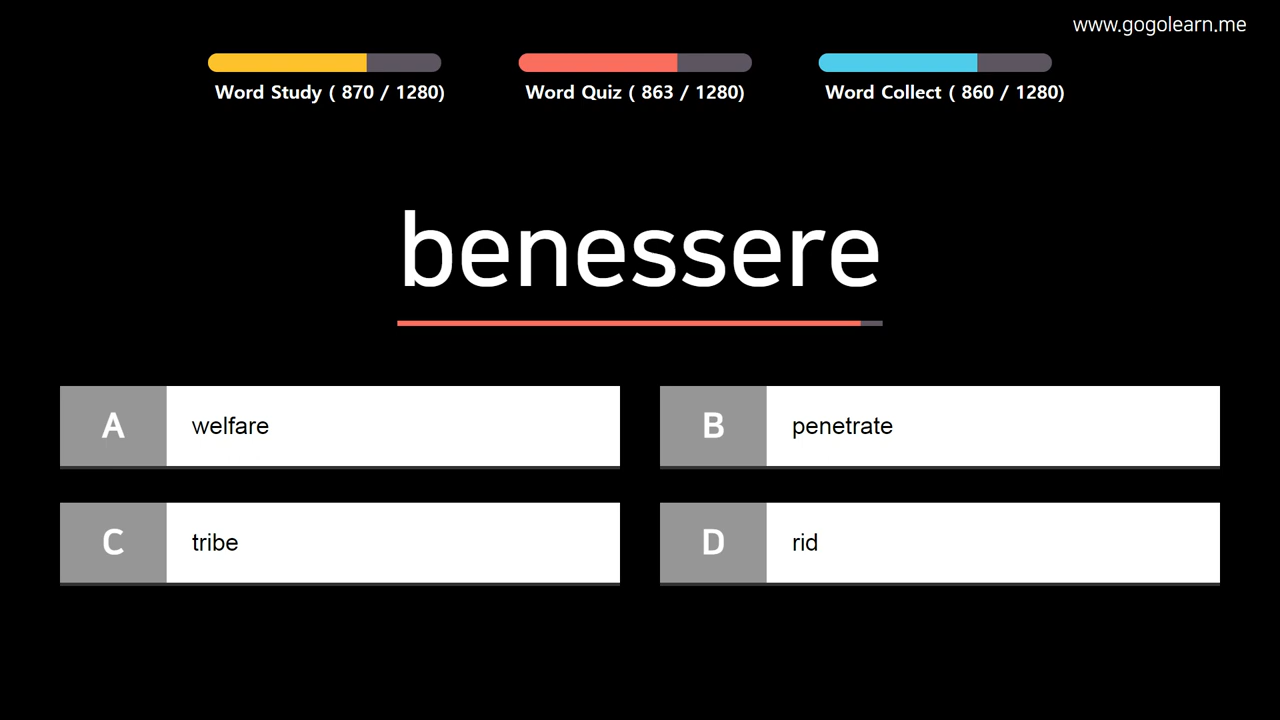 www.gogolearn.me
Word Study ( 870 / 1280)
Word Quiz ( 863 / 1280)
Word Collect ( 860 / 1280)
benessere
A welfare
B penetrate
C tribe
D rid